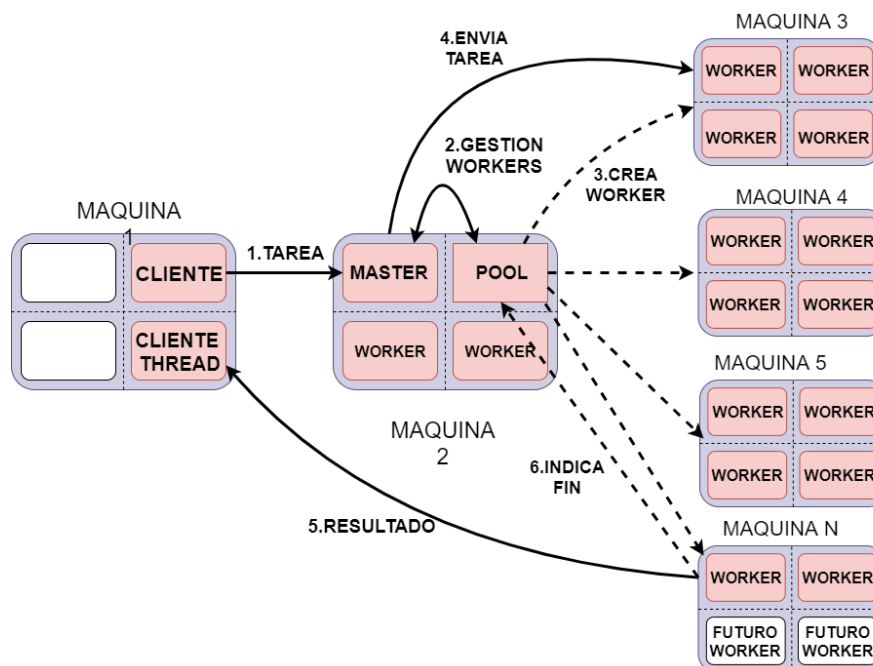 MAQUINA 3
4.ENVIA
TAREA
WORKER
WORKER
WORKER
WORKER
2.GESTION
WORKERS
3.CREA
WORKER
MAQUINA
1
CLIENTE
CLIENTE
THREAD
1.TAREA
MASTER
POOL
WORKER
WORKER
MAQUINA
2
MAQUINA 4
WORKER
WORKER
WORKER
WORKER
MAQUINA 5
WORKER
WORKER
WORKER
WORKER
6.INDICA
FIN
5.RESULTADO
MAQUINA N
WORKER
WORKER
FUTURO
WORKER
FUTURO
WORKER